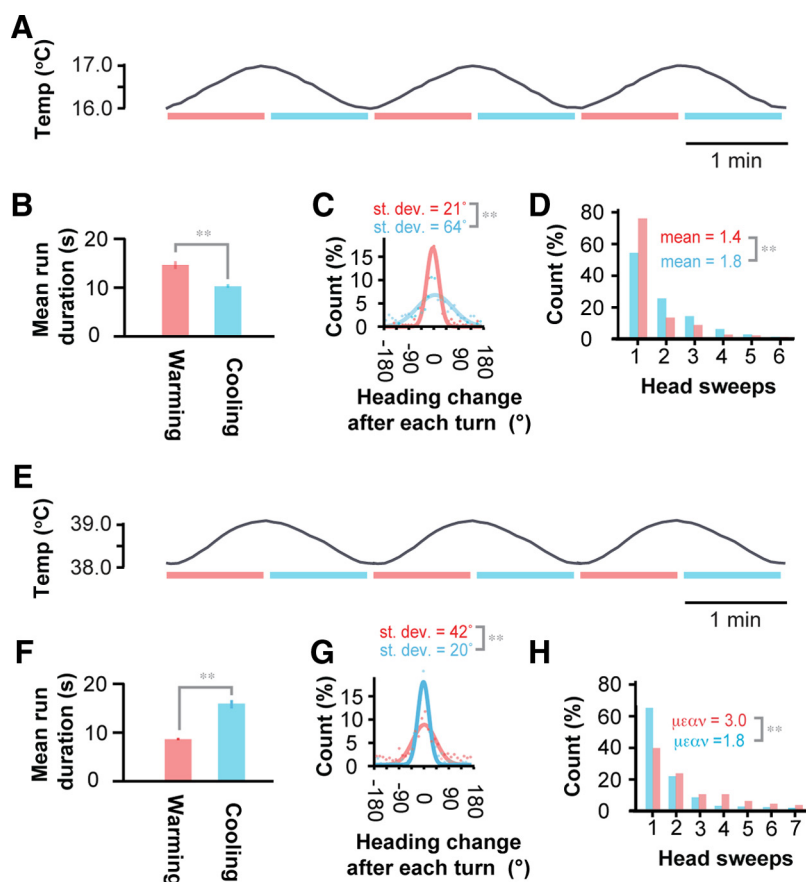 A
Temp (°C)
17.0
16.0
1 min
B
Mean run
duration (s)
20
10
0
**
Warming
Cooling
C
st. dev. = 21°
st. dev. = 64°
**
Count (%)
15
10
5
0
-180
-90
0
90
180
Heading change
after each turn (°)
D
Count (%)
80
60
40
20
0
mean = 1.4
mean = 1.8
**
1 2 3 4 5 6
Head sweeps
E
Temp (°C)
39.0
38.0
1 min
F
Mean run
duration (s)
20
10
0
**
Warming
Cooling
G
st. dev. = 42°
st. dev. = 20°
**
Count (%)
15
10
5
0
-180
-90
0
90
180
Heading change
after each turn (°)
H
Count (%)
80
60
40
20
0
μεαν = 3.0
μεαν =1.8
**
1 2 3 4 5 6 7
Head sweeps